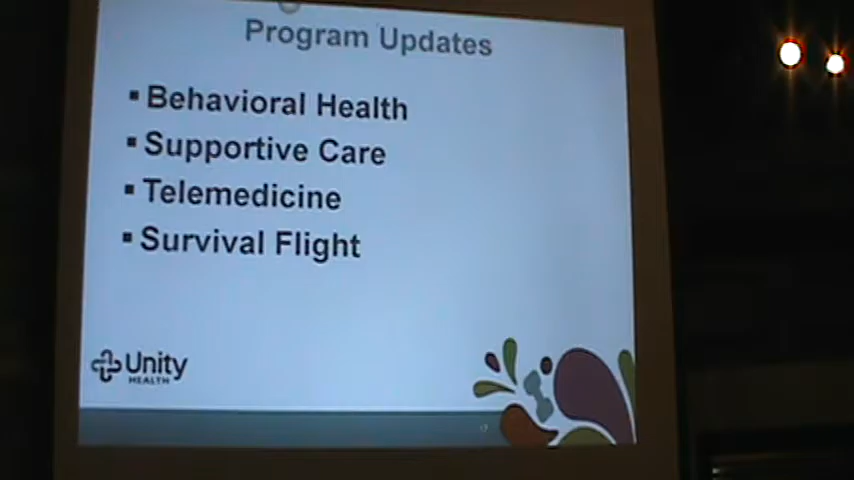 Program Updates
▪ Behavioral Health
▪ Supportive Care
▪ Telemedicine
▪ Survival Flight
Unity
HEALTH